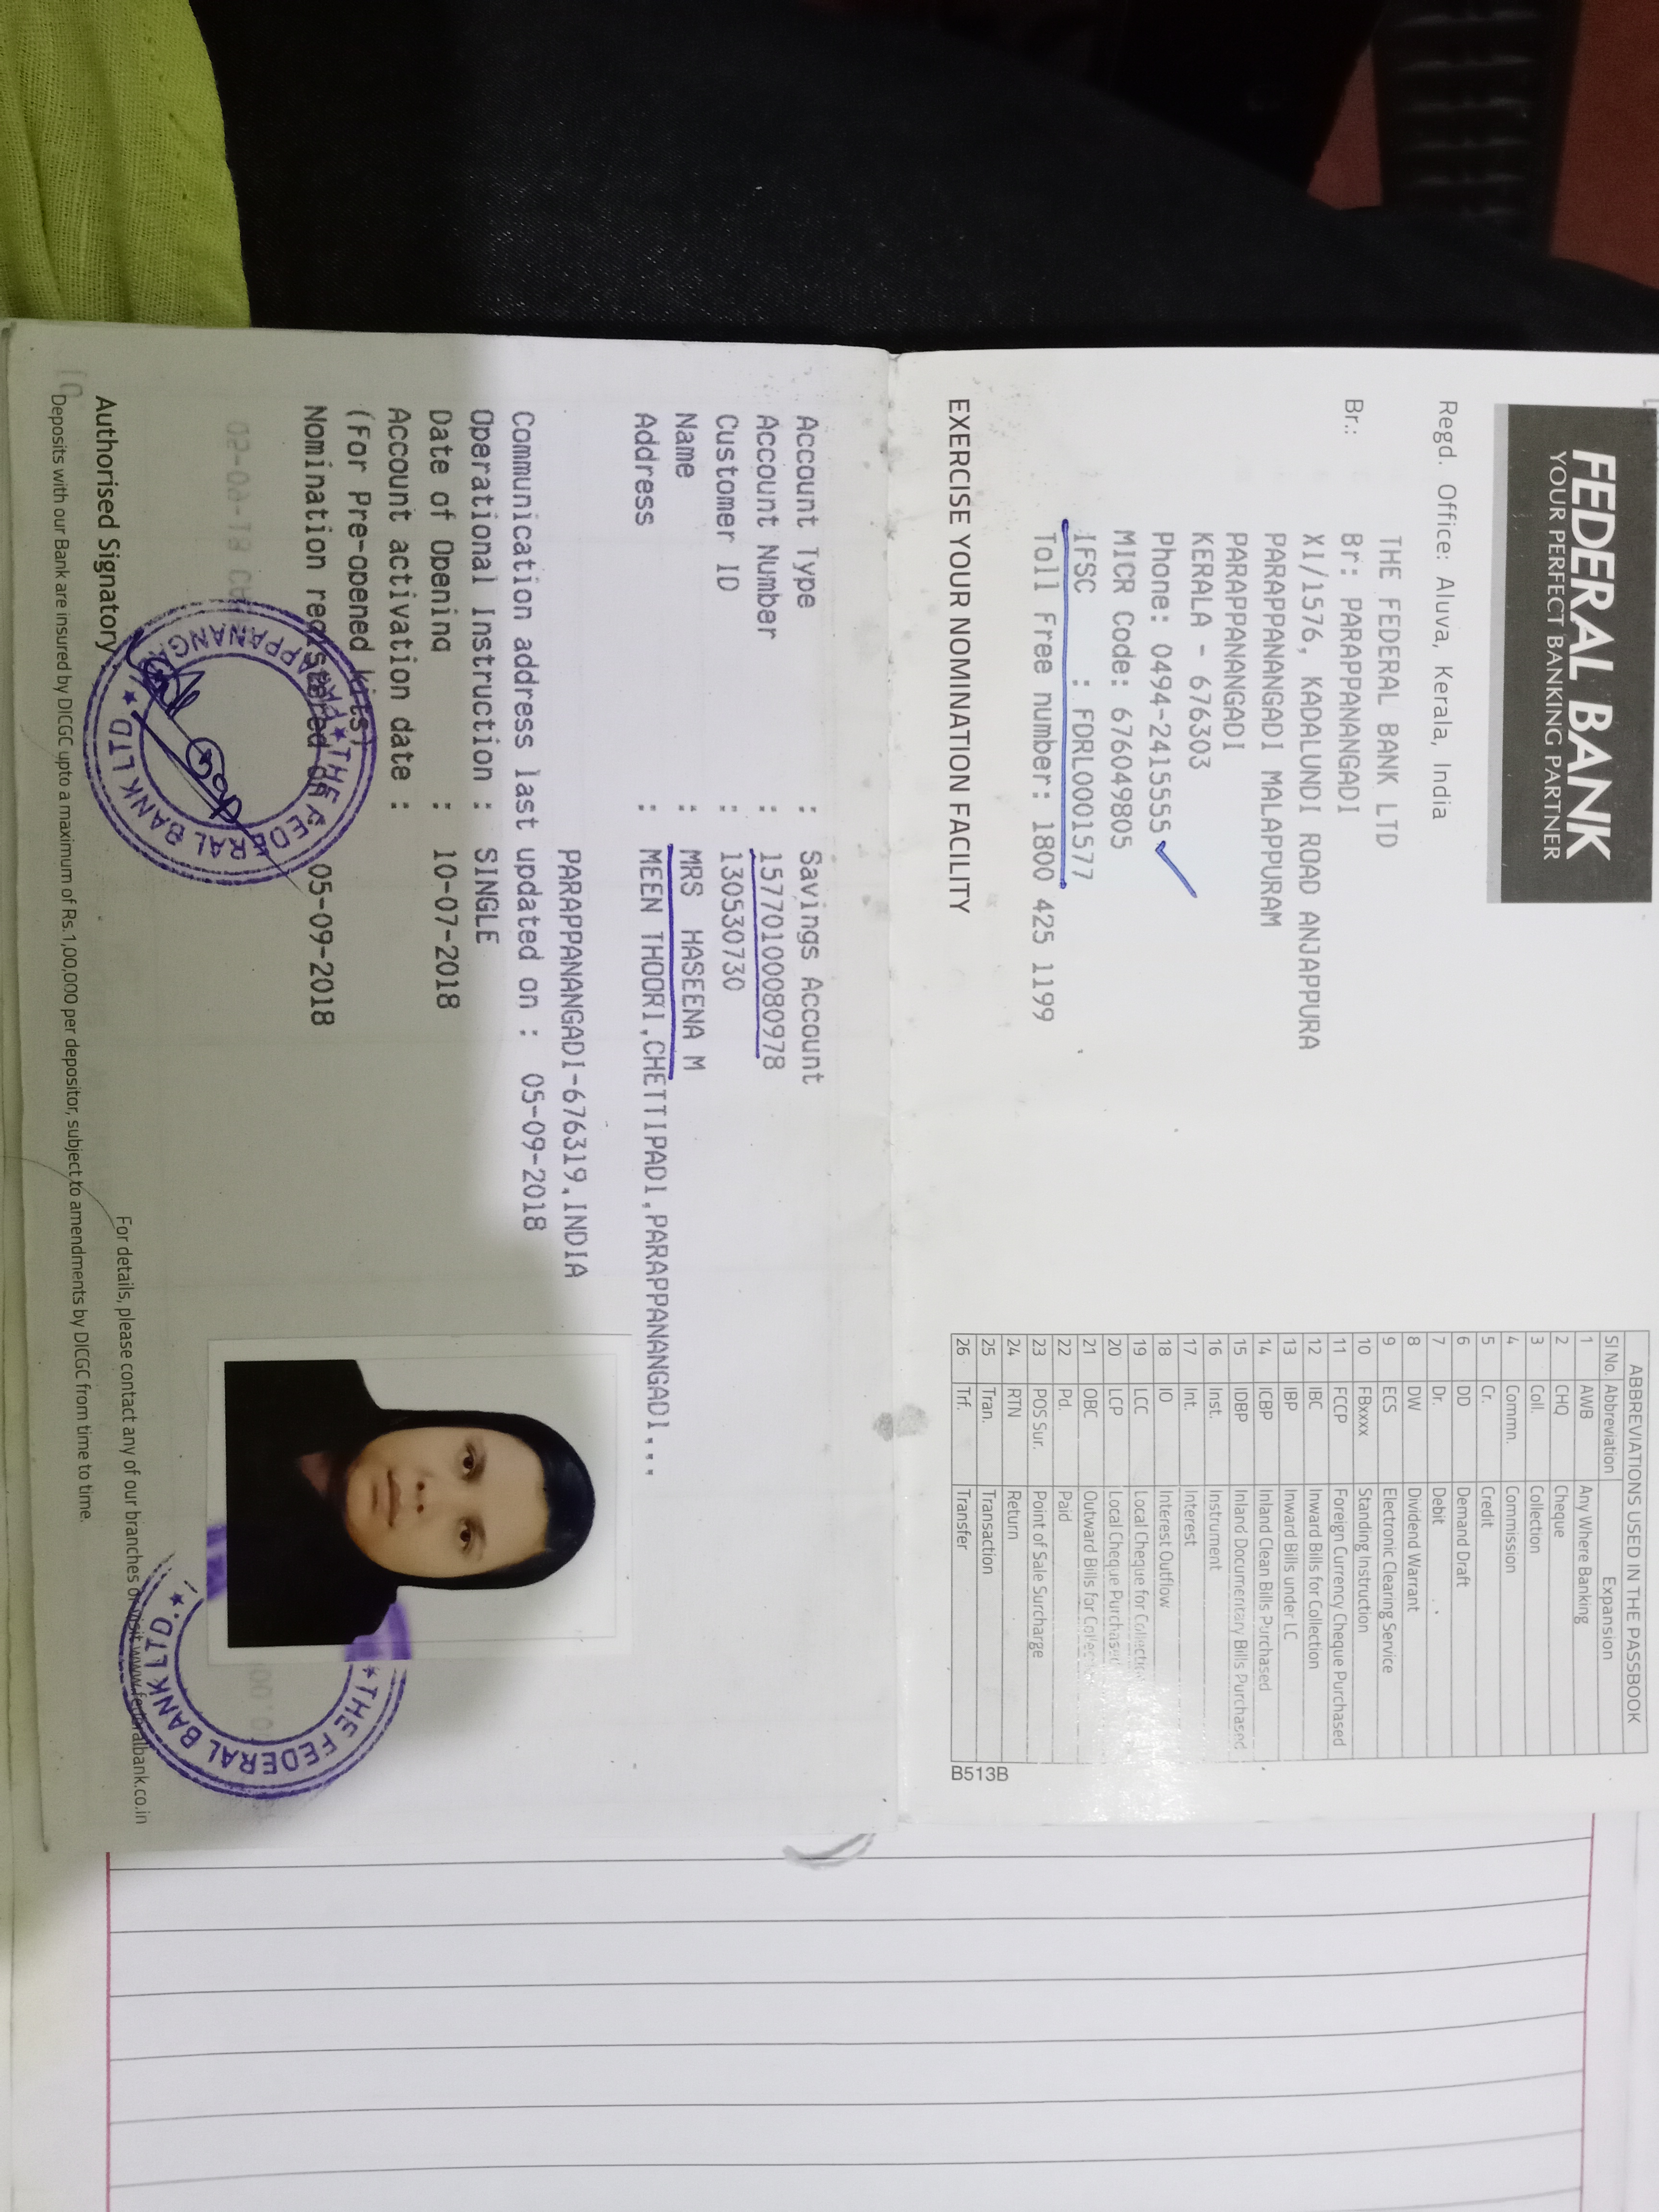 FEDERAL BANK
YOUR PERFECT BANKING PARTNER
Regd. Office: Aluva, Kerala, India
Br.:
THE FEDERAL BANK LTD
Br: PARAPPANANGADI
XI/1576, KADALUNDI ROAD ANJAPPURA
PARAPPANANGADI MALAPPURAM
PARAPPANANGADI
KERALA - 676303
Phone: 0494-2415555
MICR Code: 676049805
IFSC : FDRL0001577
Toll Free number: 1800 425 1199
EXERCISE YOUR NOMINATION FACILITY
ABBREVIATIONS USED IN THE PASSBOOK
Sl No. Abbreviation Expansion
1 AWB Any Where Banking
2 CHQ Cheque
3 Coll. Collection
4 Commn. Commission
5 Cr. Credit
6 DD Demand Draft
7 Dr. Debit
8 DW Dividend Warrant
9 ECS Electronic Clearing Service
10 FBxxx Standing Instruction
11 FCCP Foreign Currency Cheque Purchased
12 IBC Inward Bills for Collection
13 IBP Inward Bills under LC
14 ICBP Inland Clean Bills Purchased
15 IDBP Inland Documentary Bills Purchased
16 Inst. Instrument
17 Int. Interest
18 IO Interest Outflow
19 LCC Local Cheque for Collection
20 LCP Local Cheque Purchased
21 OBC Outward Bills for
22 Pd. Paid
23 POS Sur. Point of Sale Surcharge
24 RTN Return
25 Tran. Transaction
26 Trf. Transfer
B513B
Account Type : Savings Account
Account Number : 15770100080978
Customer ID : 130530730
Name : MRS HASEENA M
Address : MEEN THOORI,CHETTIPADI,PARAPPANANGADI...
PARAPPANANGADI-676319,INDIA
Communication address last updated on : 05-09-2018
Operational Instruction : SINGLE
Date of Opening : 10-07-2018
Account activation date :
(For Pre-opened kits)
Nomination registered on 05-09-2018
THE FEDERAL BANK LTD
THE FEDERAL BANK LTD.
Authorised Signatory
For details, please contact any of our branches or visit www.federalbank.co.in
Deposits with our Bank are insured by DICGC upto a maximum of Rs.1,00,000 per depositor, subject to amendments by DICGC from time to time.